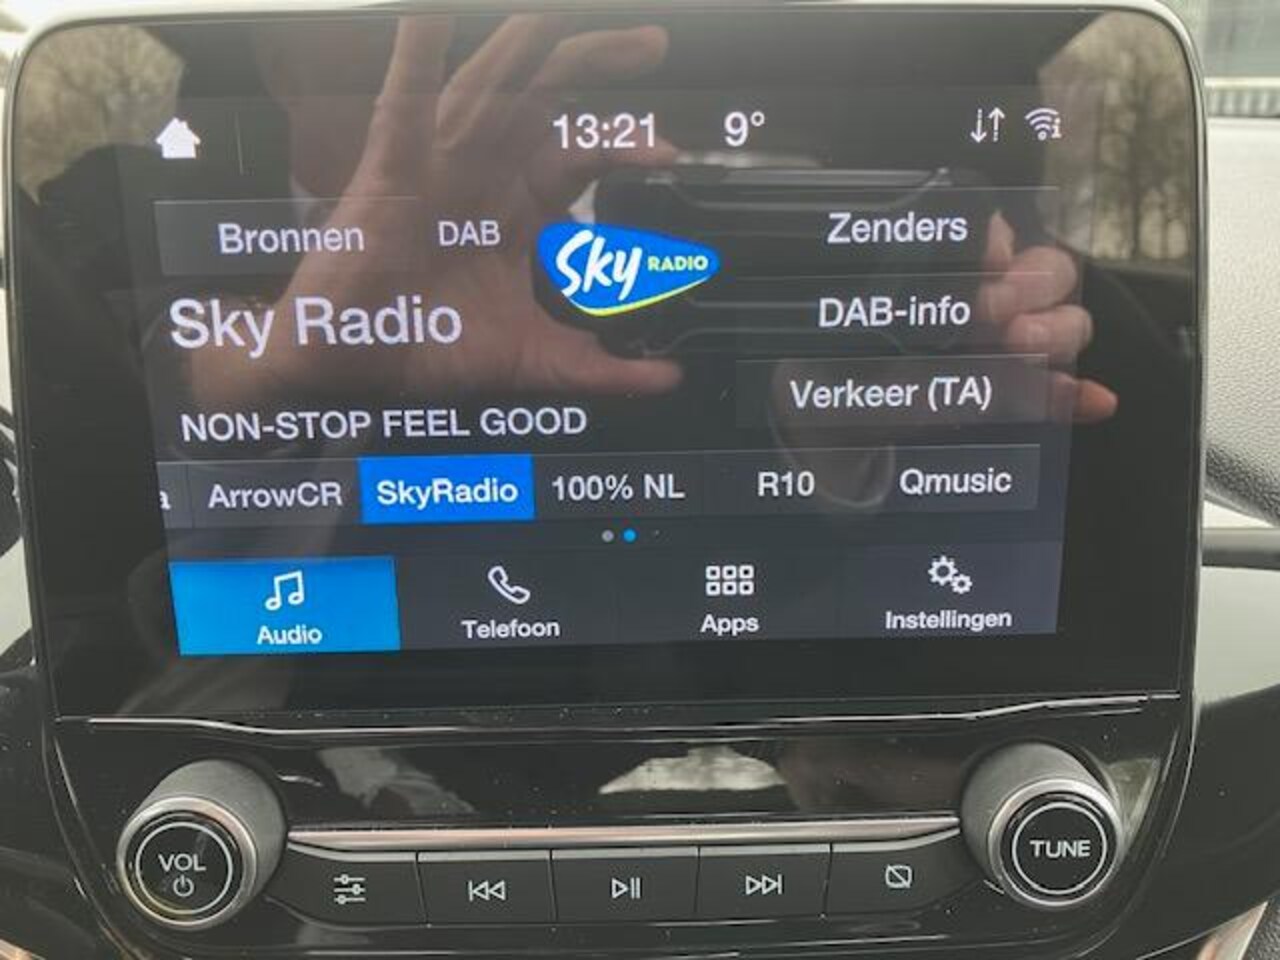 13:21 9°
Bronnen DAB Sky RADIO Zenders
Sky Radio DAB-info
Verkeer (TA)
NON-STOP FEEL GOOD
a ArrowCR SkyRadio 100% NL R10 Qmusic
Audio Telefoon Apps Instellingen
VOL TUNE